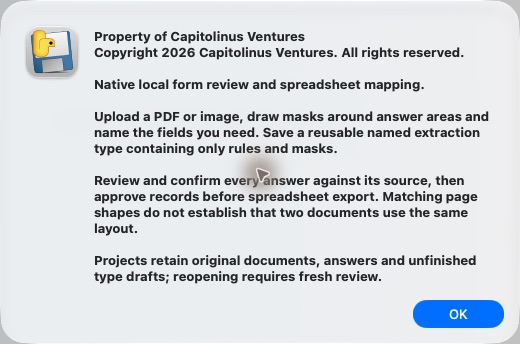 Property of Capitolinus Ventures
Copyright 2026 Capitolinus Ventures. All rights reserved.
Native local form review and spreadsheet mapping.
Upload a PDF or image, draw masks around answer areas and
name the fields you need. Save a reusable named extraction
type containing only rules and masks.
Review and confirm every answer against its source, then
approve records before spreadsheet export. Matching page
shapes do not establish that two documents use the same
layout.
Projects retain original documents, answers and unfinished
type drafts; reopening requires fresh review.
OK